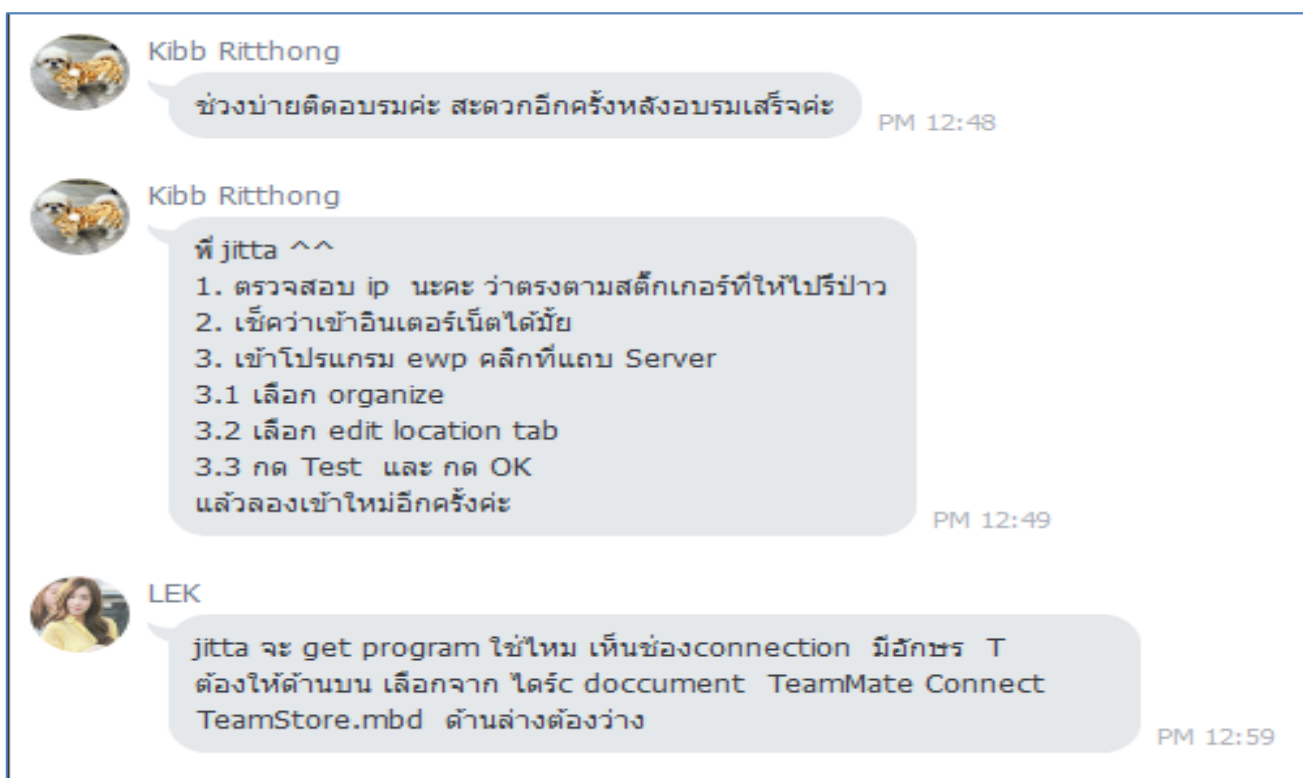 Kibb Ritthong
ช่วงบ่ายติดอบรมค่ะ สะดวกอีกครั้งหลังอบรมเสร็จค่ะ
PM 12:48
Kibb Ritthong
พี่ jitta ^^
1. ตรวจสอบ ip นะคะ ว่าตรงตามสติ๊กเกอร์ที่ให้ไปรึป่าว
2. เช็คว่าเข้าอินเตอร์เน็ตได้มั้ย
3. เข้าโปรแกรม ewp คลิกที่แถบ Server
3.1 เลือก organize
3.2 เลือก edit location tab
3.3 กด Test และ กด OK
แล้วลองเข้าใหม่อีกครั้งค่ะ
PM 12:49
LEK
jitta จะ get program ใช่ไหม เห็นช่องconnection มีอักษร T
ต้องให้ด้านบน เลือกจาก ไดร์c doccument TeamMate Connect
TeamStore.mbd ด้านล่างต้องว่าง
PM 12:59